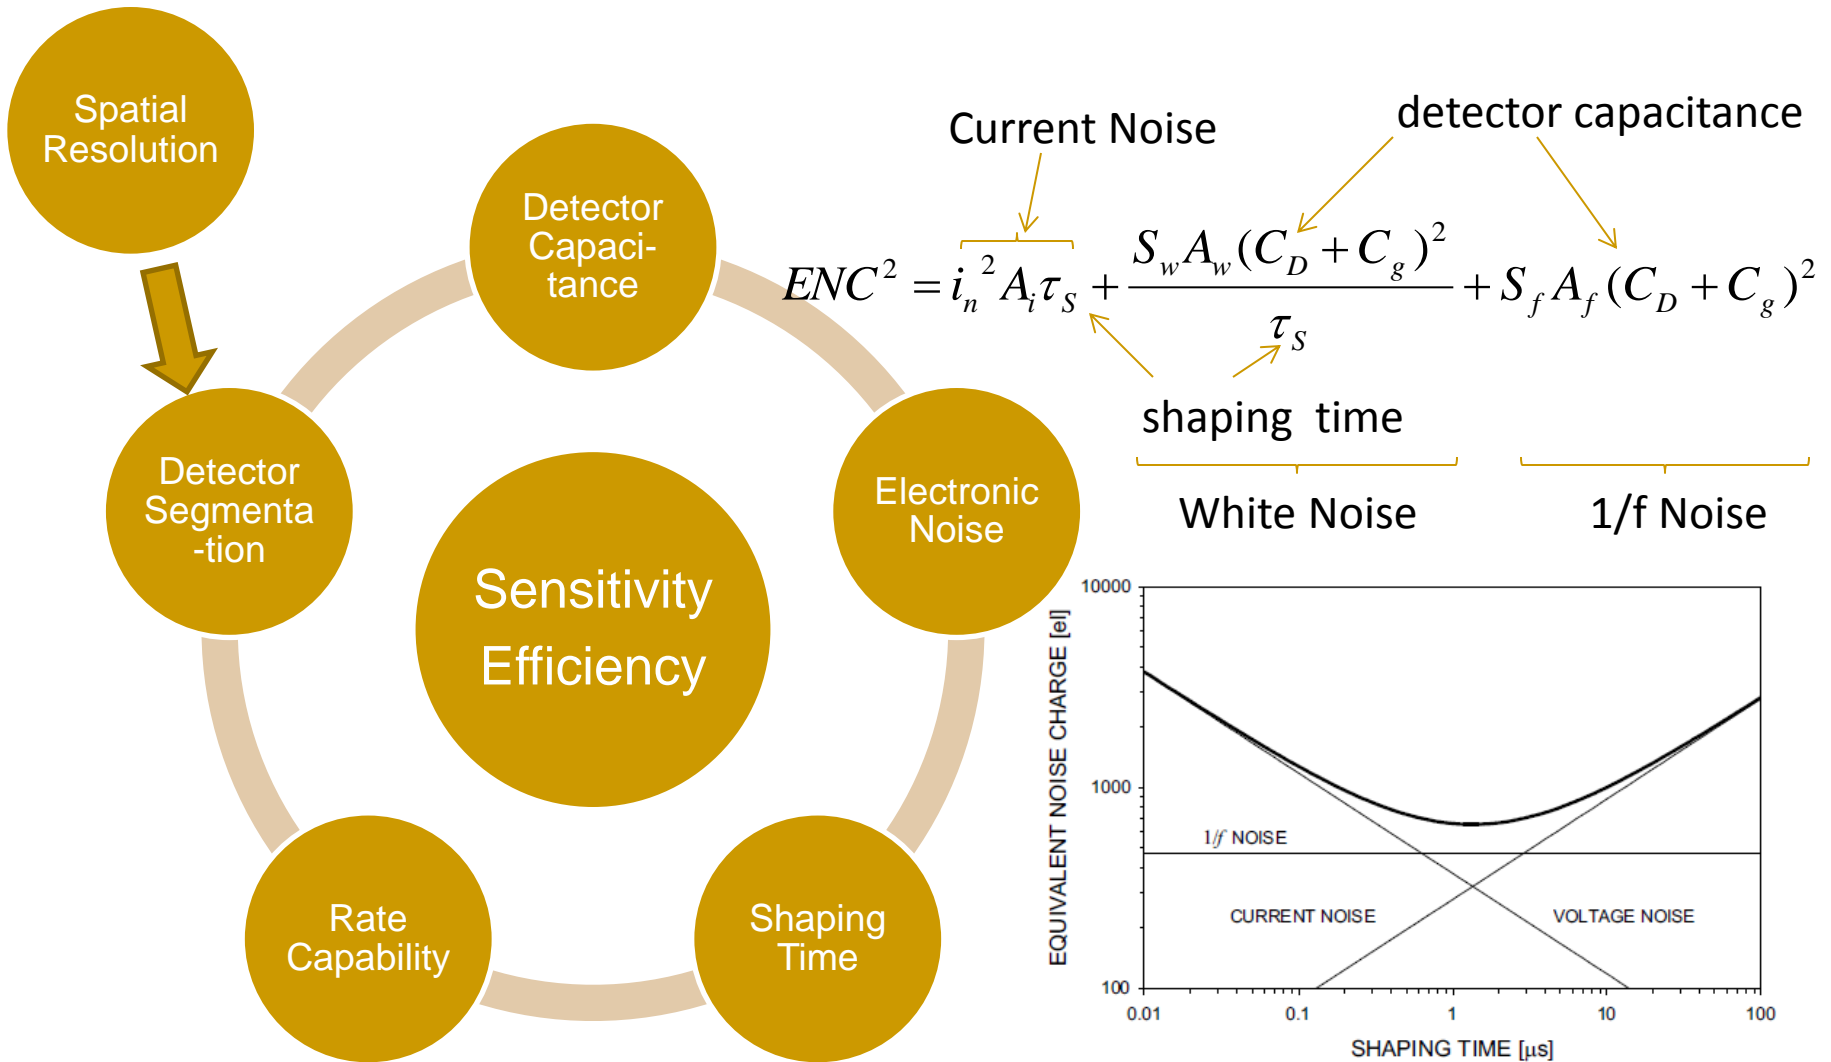 Spatial
Resolution
Detector
Capaci-
tance
Detector
Segmenta
-tion
Electronic
Noise
Sensitivity
Efficiency
Rate
Capability
Shaping
Time
Current Noise
detector capacitance
ENC² = iₙ² Aᵢ τ_S + S_w A_w (C_D + C_g)² / τ_S + S_f A_f (C_D + C_g)²
shaping time
White Noise
1/f Noise
EQUIVALENT NOISE CHARGE [el]
10000
1000
100
1/f NOISE
CURRENT NOISE
VOLTAGE NOISE
0.01
0.1
1
10
100
SHAPING TIME [µs]